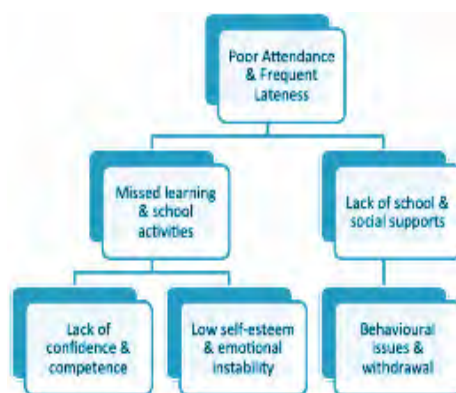 Poor Attendance
& Frequent
Lateness
Missed learning
& school
activities
Lack of school &
social supports
Lack of
confidence &
competence
Low self-esteem
& emotional
instability
Behavioural
issues &
withdrawal